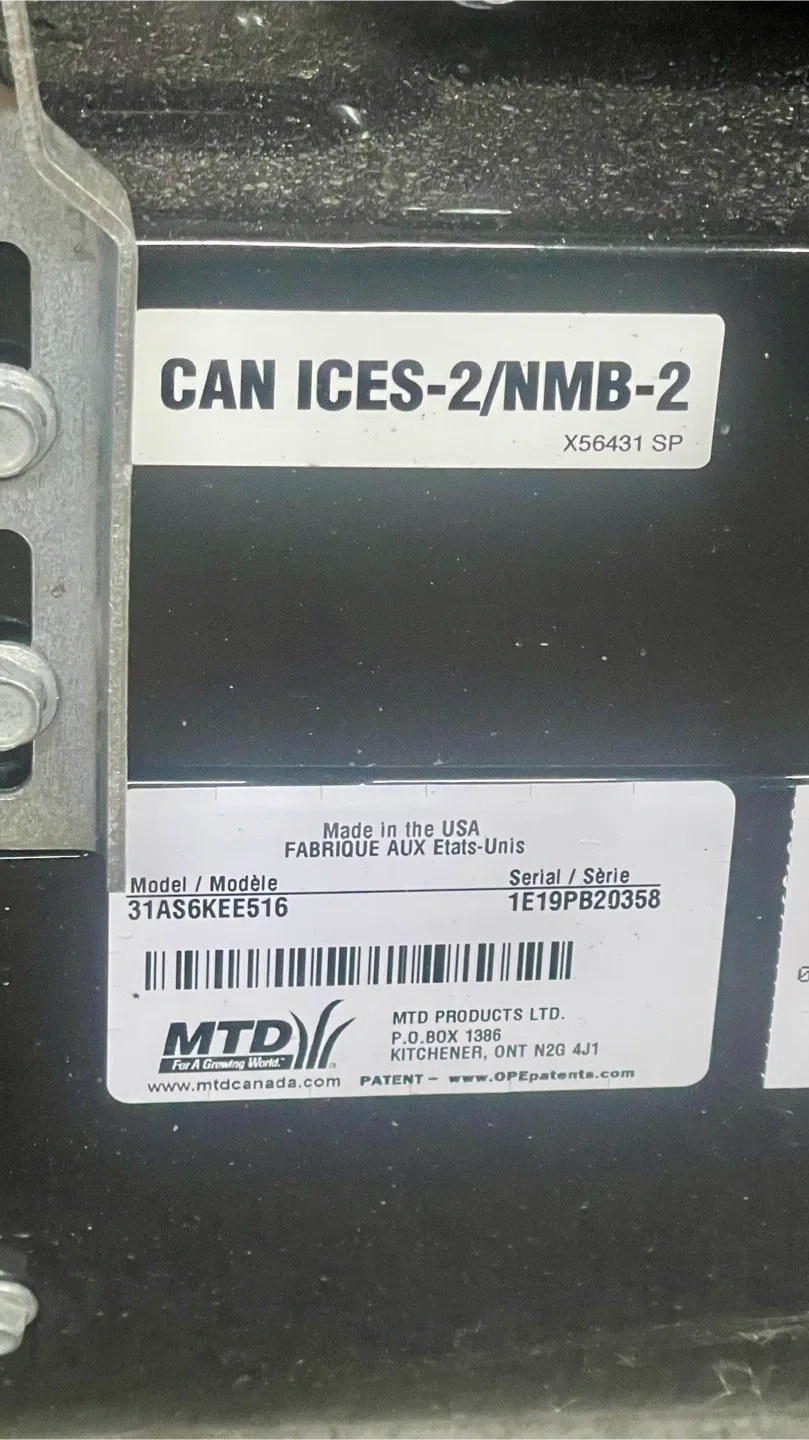 CAN ICES-2/NMB-2
X56431 SP
Made in the USA
FABRIQUE AUX Etats-Unis
Model / Modèle
Serial / Sèrie
31AS6KEE516
1E19PB20358
*
MTD
For A Growing World.™
MTD PRODUCTS LTD.
P.O.BOX 1386
KITCHENER, ONT N2G 4J1
www.mtdcanada.com
PATENT – www.OPEpatents.com